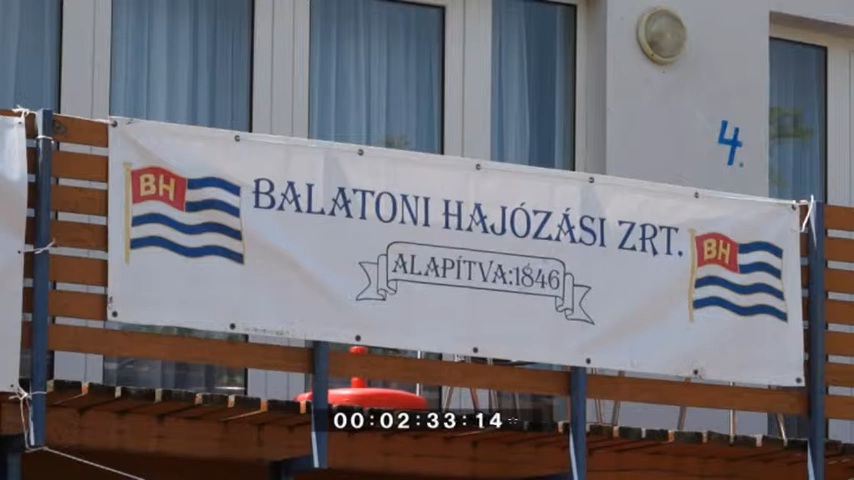 4.
BH BALATONI HAJÓZÁSI ZRT. BH
ALAPÍTVA:1846
00:02:33:14